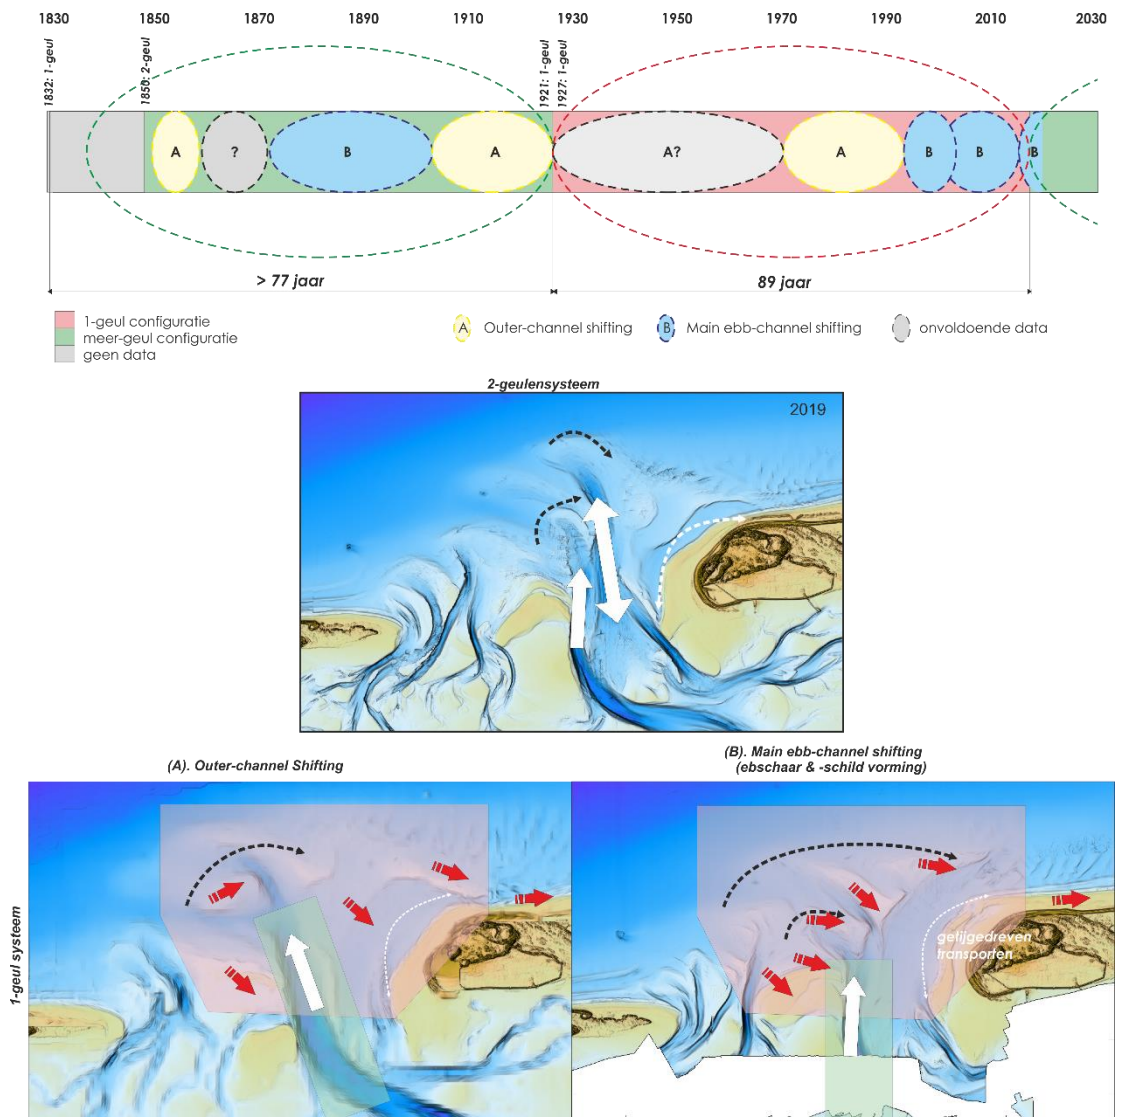 1830 1850 1870 1890 1910 1930 1950 1970 1990 2010 2030
1832: 1-geul
1850: 2-geul
1921: 1-geul
1927: 1-geul
A ? B A A? A B B B
> 77 jaar 89 jaar
1-geul configuratie
meer-geul configuratie
geen data
A Outer-channel shifting B Main ebb-channel shifting onvoldoende data
2-geulensysteem
2019
(A). Outer-channel Shifting
(B). Main ebb-channel shifting
(ebschaar & -schild vorming)
1-geul systeem
gelijgedreven
transporten